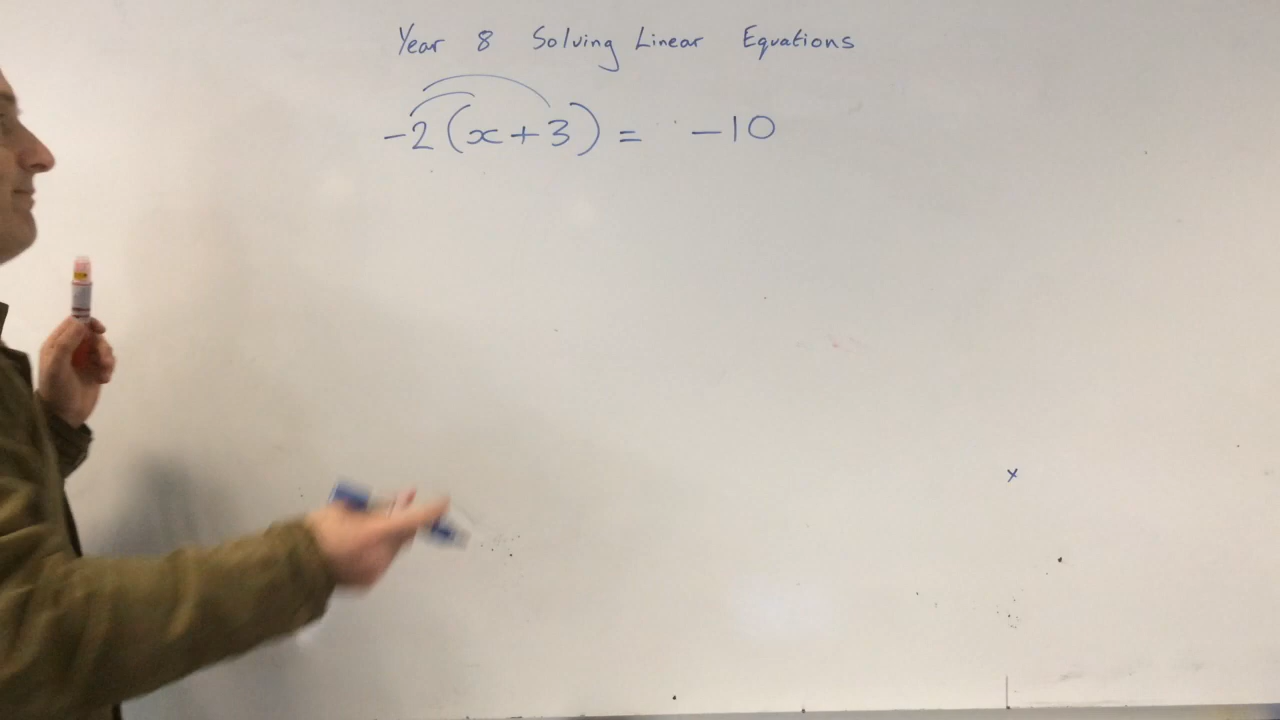 Year 8 Solving Linear Equations
-2(x+3) = -10
x